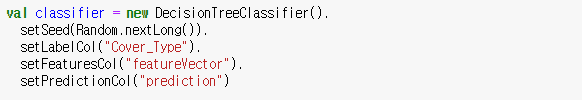 val classifier = new DecisionTreeClassifier().
  setSeed(Random.nextLong()).
  setLabelCol("Cover_Type").
  setFeaturesCol("featureVector").
  setPredictionCol("prediction")